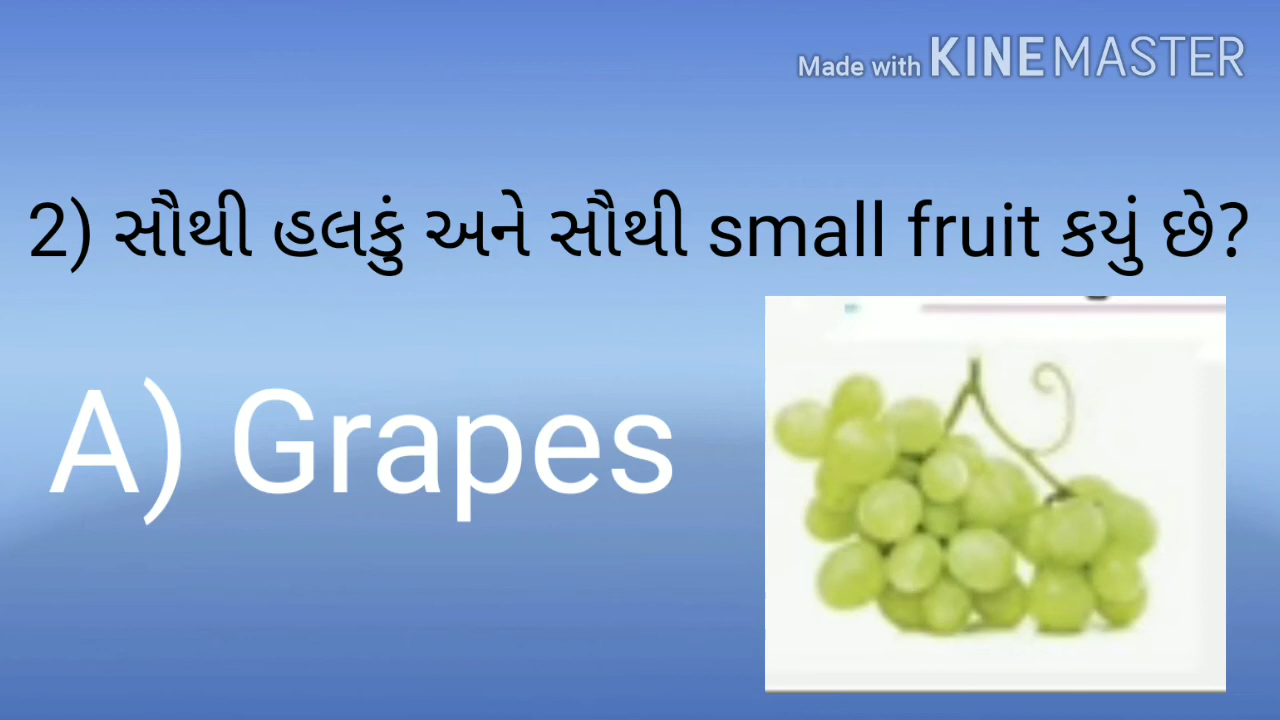 Made with KINEMASTER
2) સૌથી હલકું અને સૌથી small fruit કયું છે?
A) Grapes